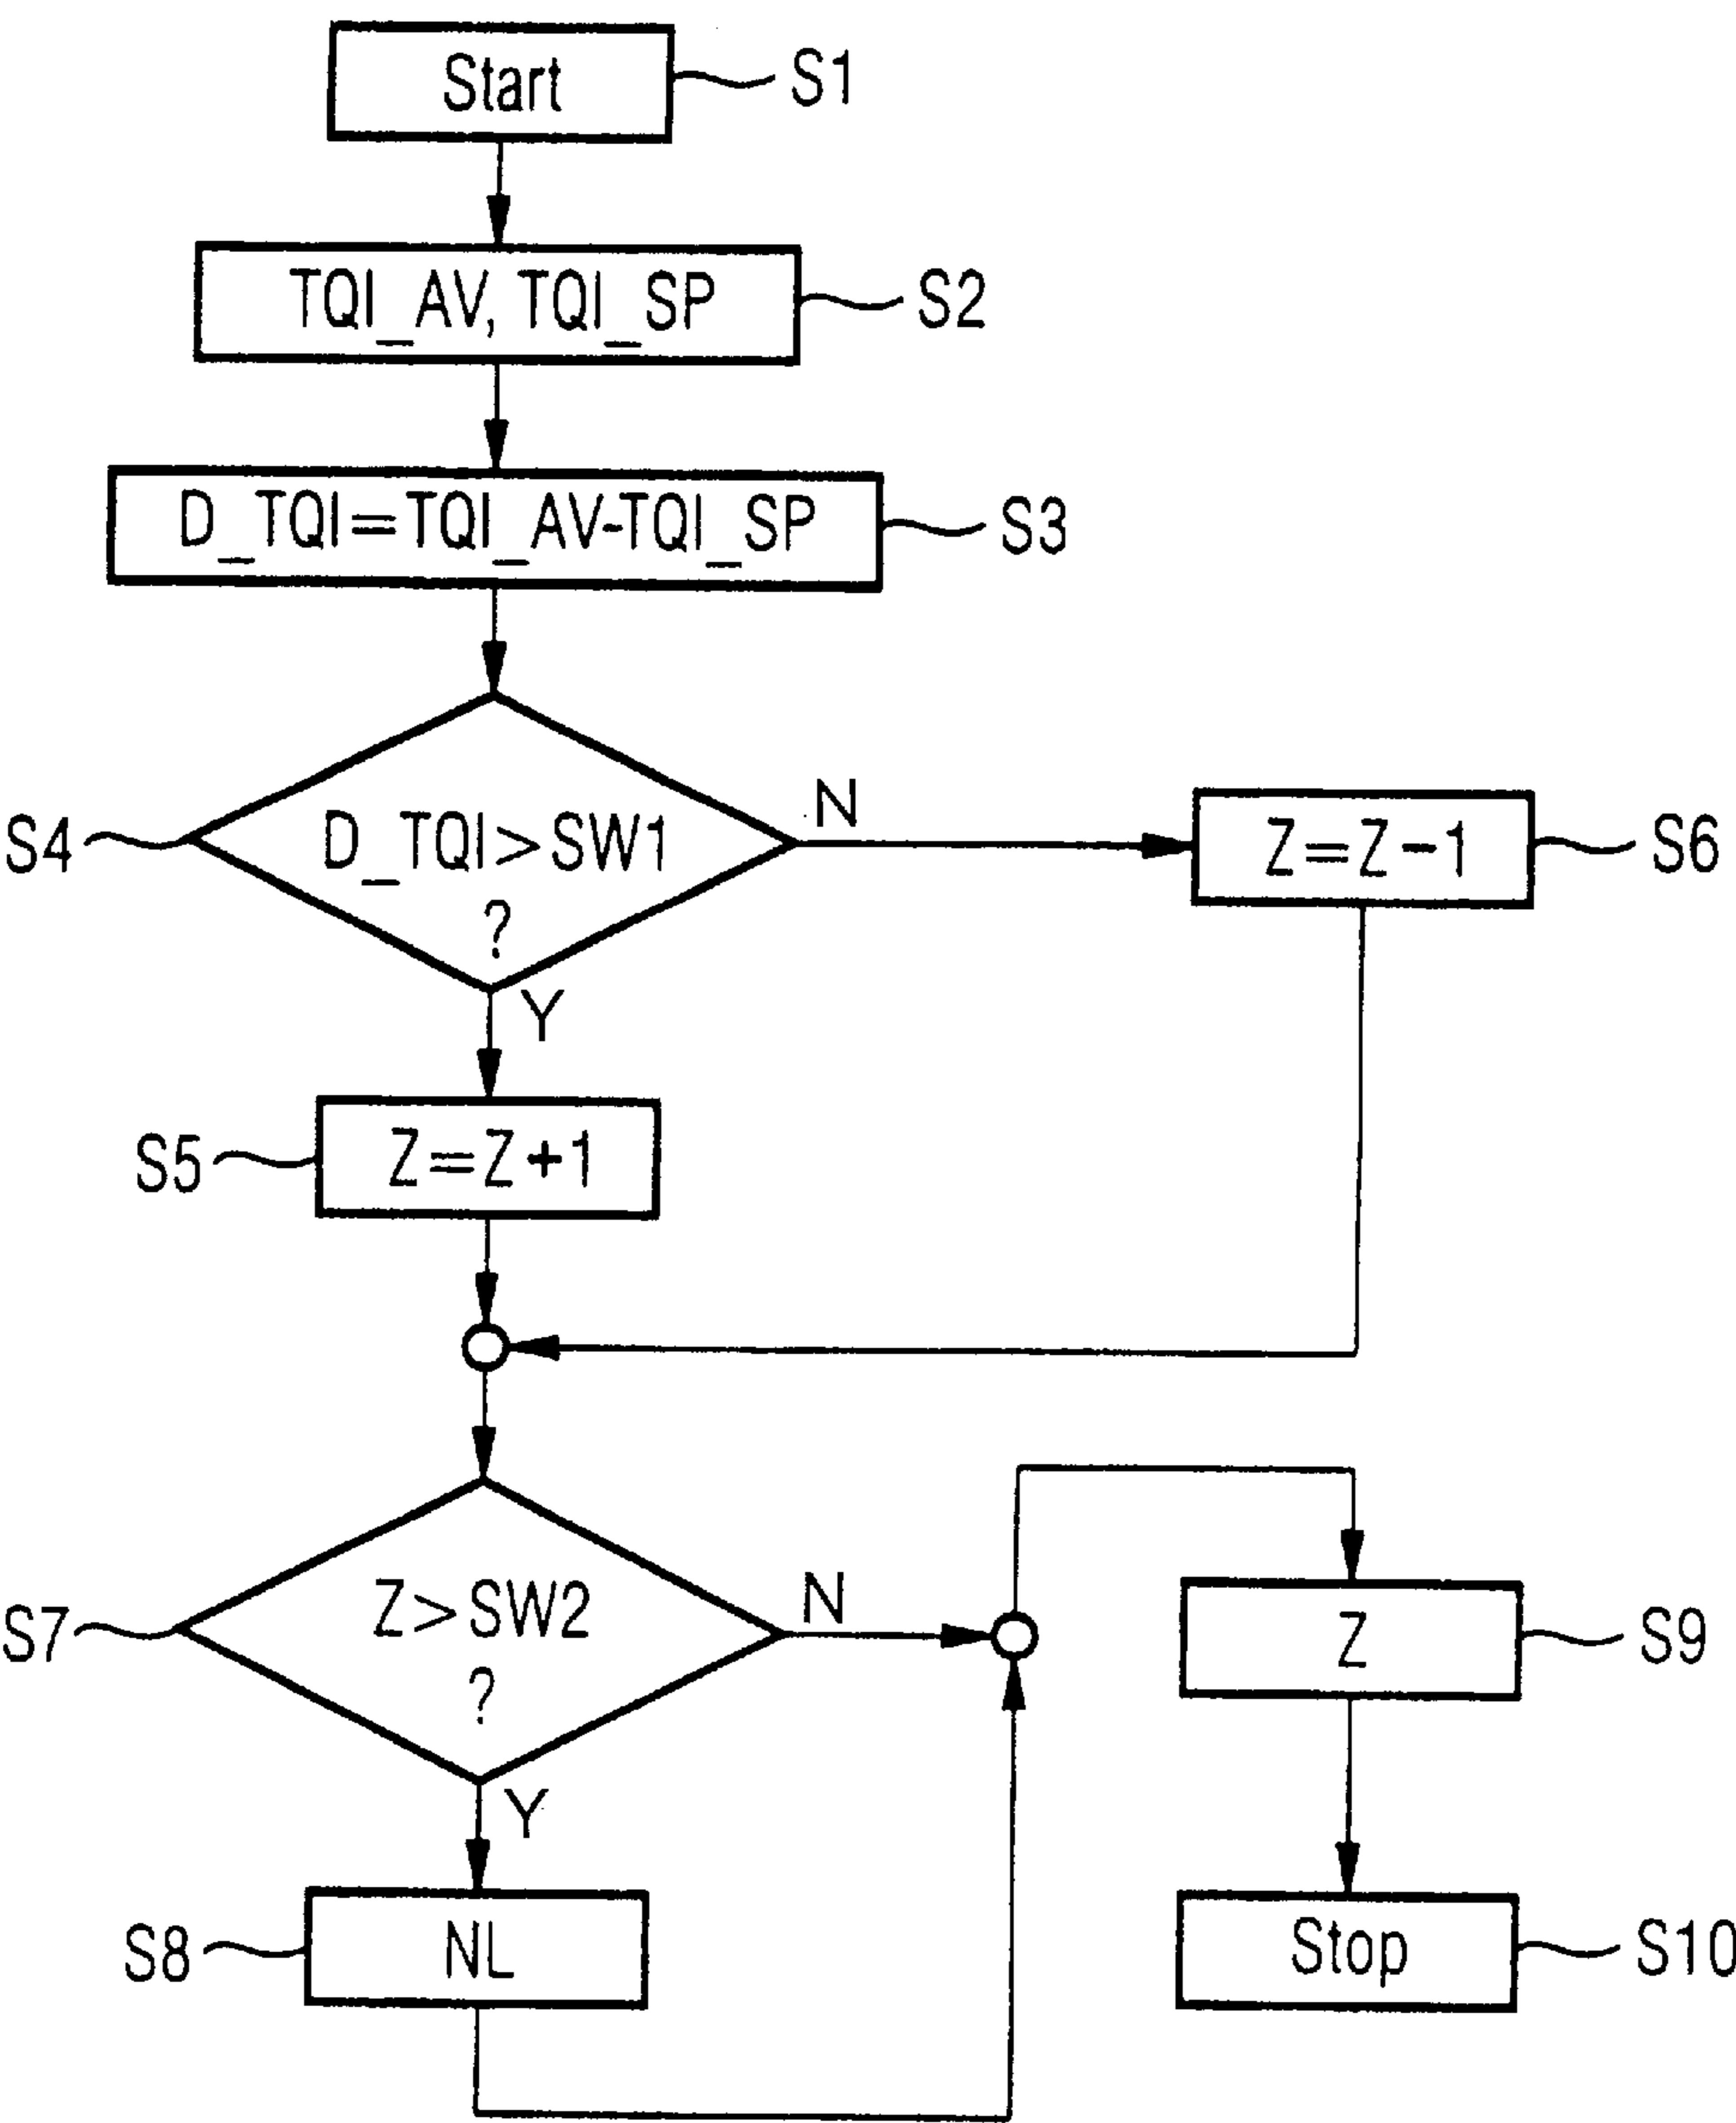 Start
S1
TQI_AV, TQI_SP
S2
D_TQI=TQI_AV-TQI_SP
S3
S4
D_TQI>SW1
?
N
Z=Z-1
S6
Y
S5
Z=Z+1
S7
Z>SW2
?
N
Z
S9
Y
S8
NL
Stop
S10